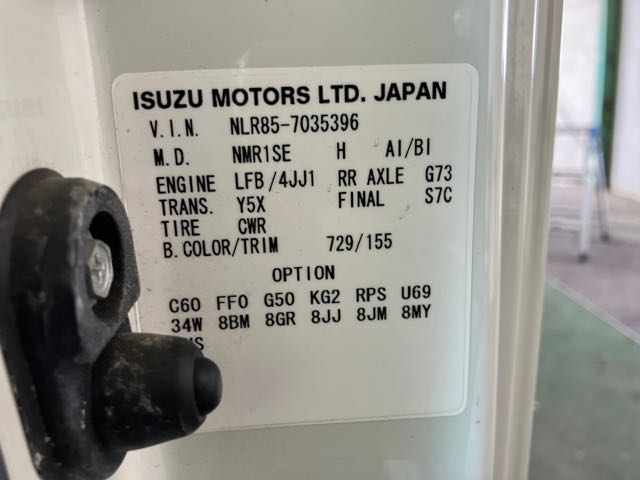 ISUZU MOTORS LTD. JAPAN
V.I.N. NLR85-7035396
M.D. NMR1SE H AI/BI
ENGINE LFB/4JJ1 RR AXLE G73
TRANS. Y5X FINAL S7C
TIRE CWR
B.COLOR/TRIM 729/155
OPTION
C60 FF0 G50 KG2 RPS U69
34W 8BM 8GR 8JJ 8JM 8MY